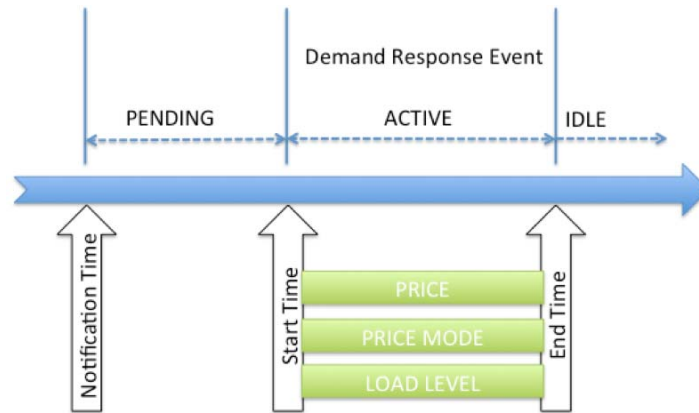 Demand Response Event
PENDING
ACTIVE
IDLE
Notification Time
Start Time
End Time
PRICE
PRICE MODE
LOAD LEVEL